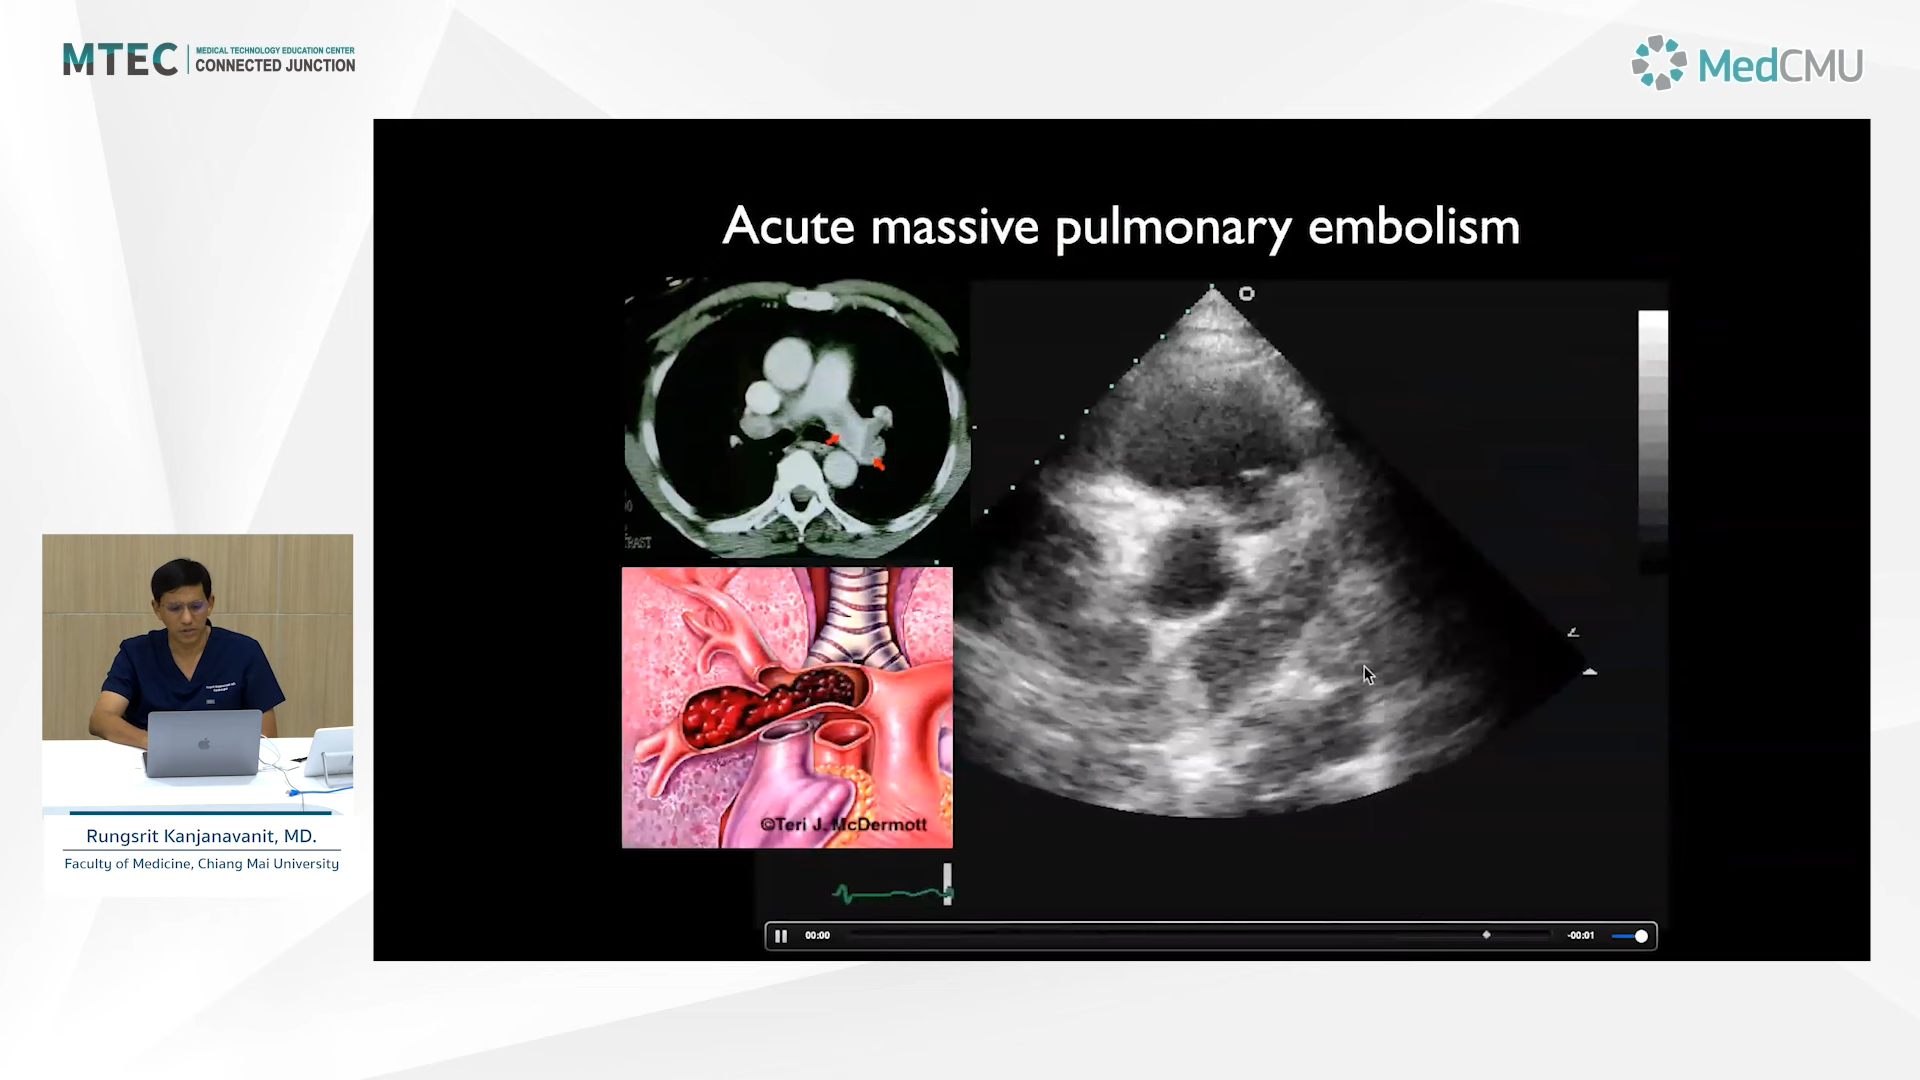 MTEC
MEDICAL TECHNOLOGY EDUCATION CENTER
CONNECTED JUNCTION
MedCMU
Acute massive pulmonary embolism
©Teri J. McDermott
Rungsrit Kanjanavanit, MD.
Faculty of Medicine, Chiang Mai University
00:00
-00:01